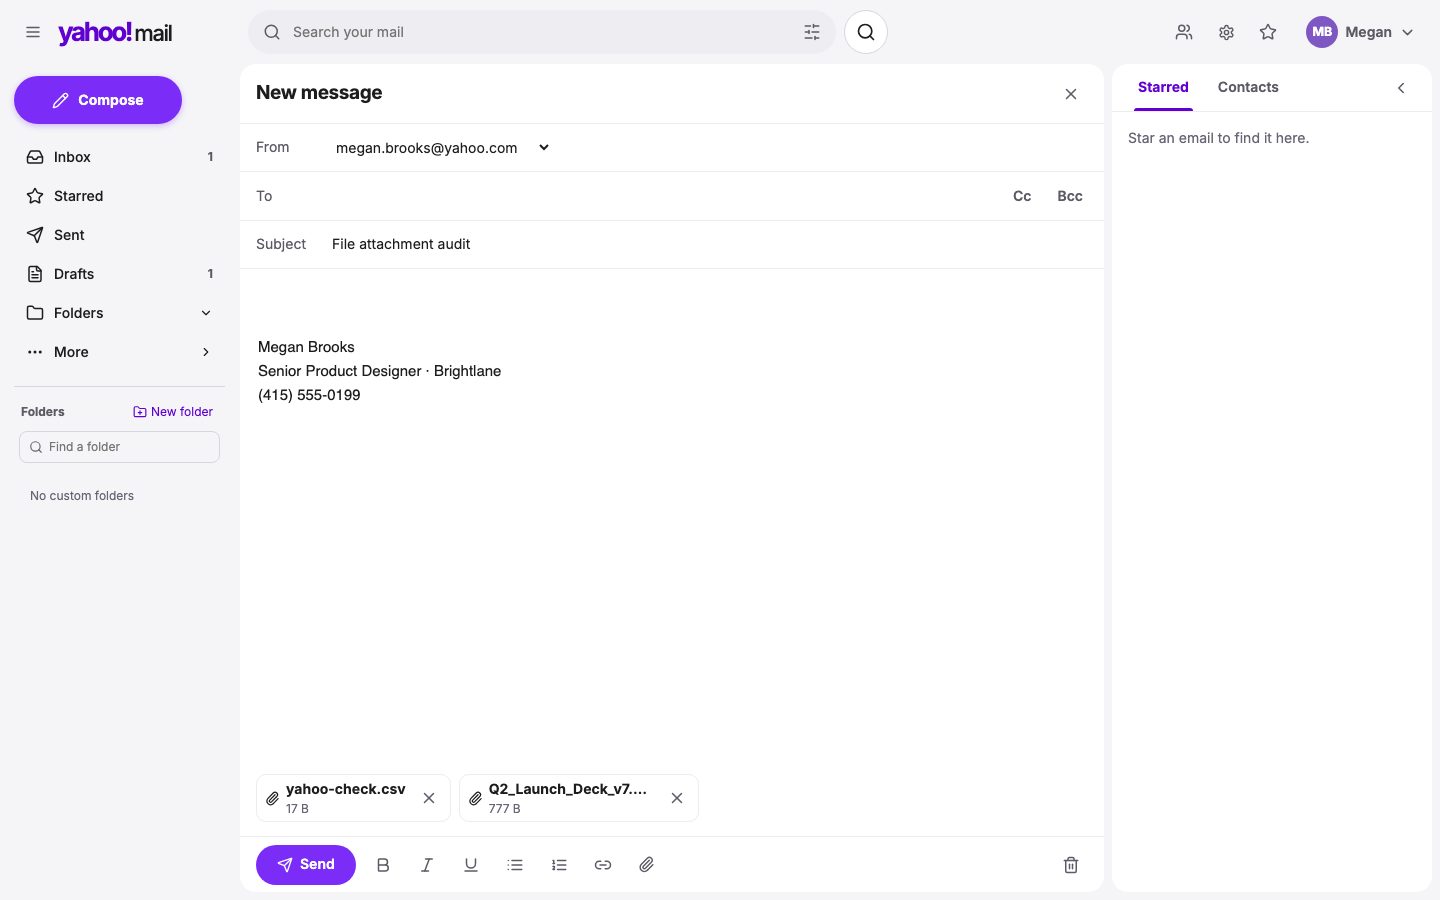 yahoo!mail
Search your mail
MB Megan
Compose
Inbox 1
Starred
Sent
Drafts 1
Folders
More
Folders New folder
Find a folder
No custom folders
New message
From megan.brooks@yahoo.com
To Cc Bcc
Subject File attachment audit
Megan Brooks
Senior Product Designer · Brightlane
(415) 555-0199
yahoo-check.csv
17 B
Q2_Launch_Deck_v7....
777 B
Send
Starred Contacts
Star an email to find it here.